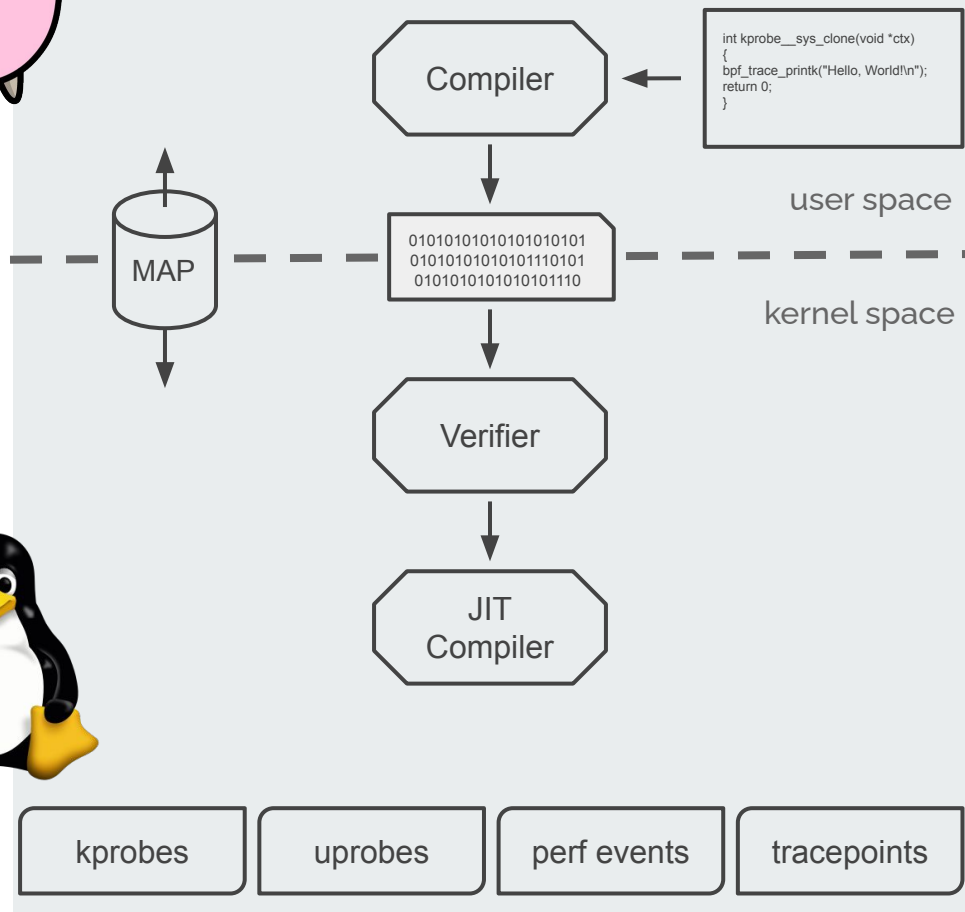 int kprobe__sys_clone(void *ctx)
{
bpf_trace_printk("Hello, World!\n");
return 0;
}
Compiler
user space
01010101010101010101
01010101010101110101
0101010101010101110
MAP
kernel space
Verifier
JIT
Compiler
kprobes
uprobes
perf events
tracepoints